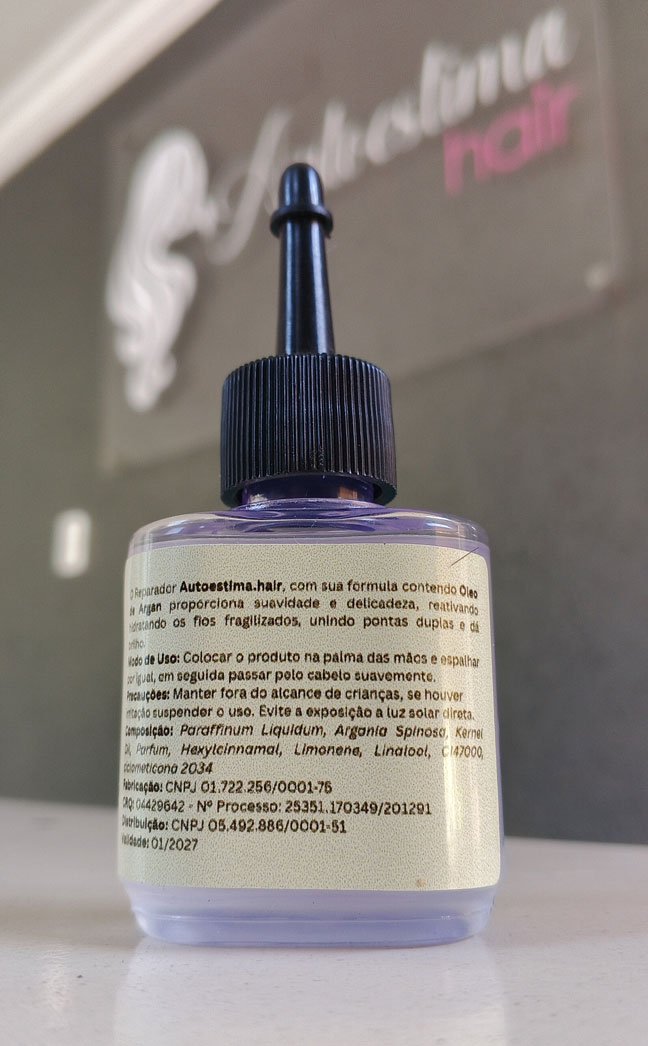 Autoestima
hair
O Reparador Autoestima.hair, com sua formula contendo Oleo
de Argan proporciona suavidade e delicadeza, reativando
hidratando os fios fragilizados, unindo pontas duplas e dá
brilho.
Modo de Uso: Colocar o produto na palma das mãos e espalhar
por igual, em seguida passar pelo cabelo suavemente.
Precauções: Manter fora do alcance de crianças, se houver
irritação suspender o uso. Evite a exposição a luz solar direta.
Composição: Paraffinum Liquidum, Argania Spinosa, Kernel
Oil, Parfum, Hexylcinnamal, Limonene, Linalool, CI47000,
ciclometicona 2034
Fabricação: CNPJ 01.722.256/0001-76
CRQ: 04429642 - Nº Processo: 25351.170349/201291
Distribuição: CNPJ 05.492.886/0001-51
Validade: 01/2027